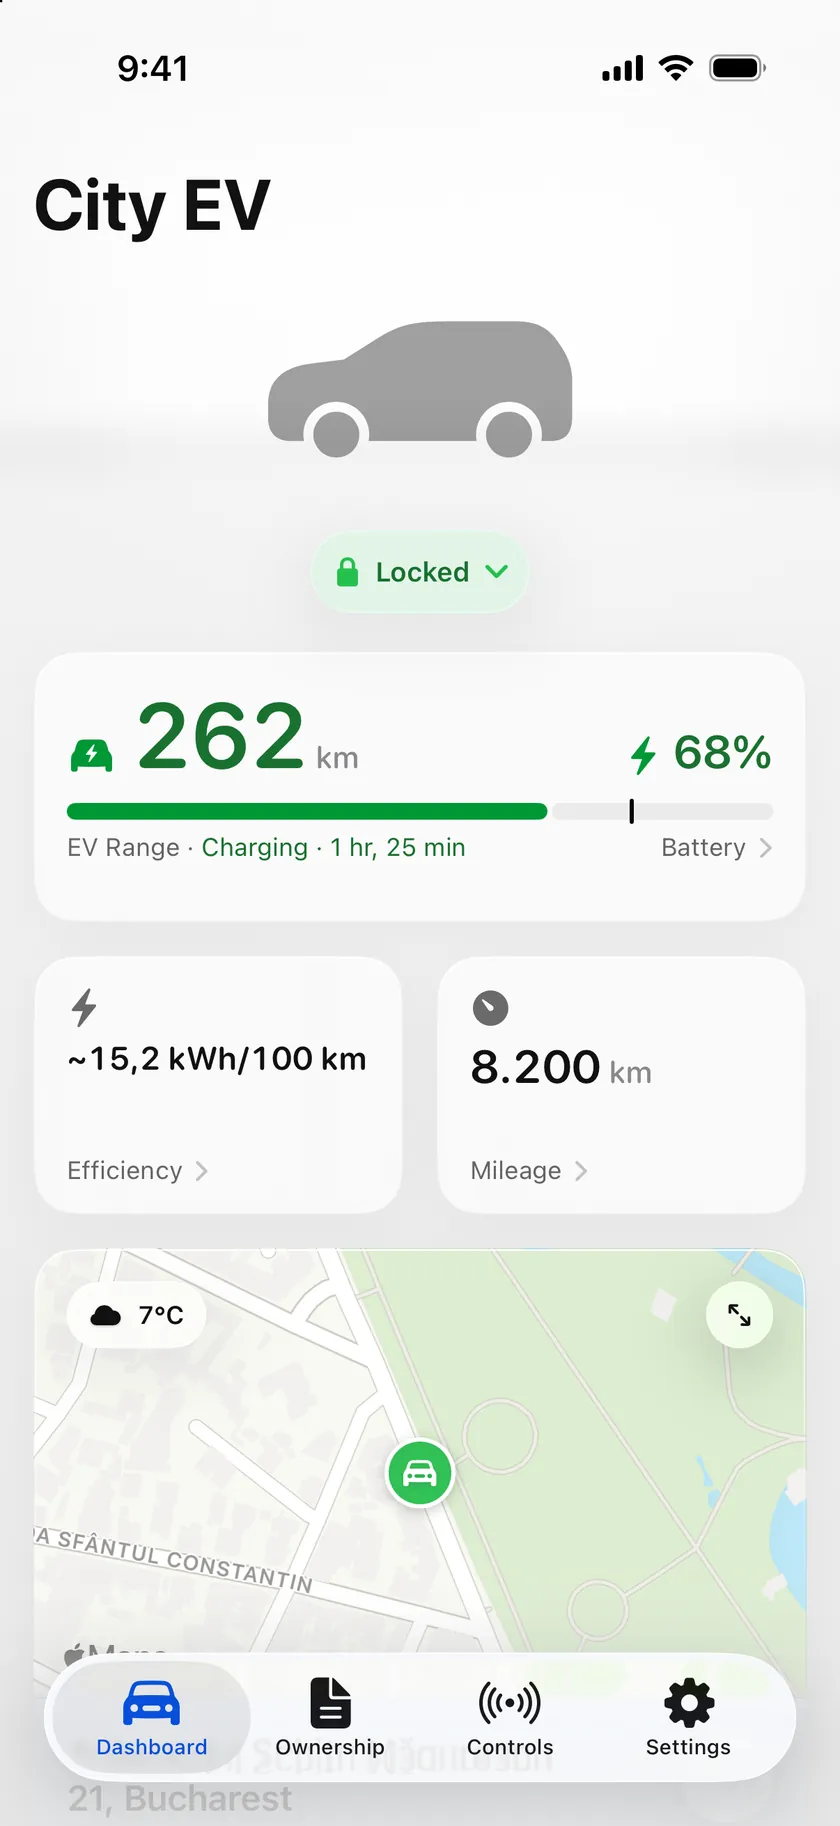 9:41
City EV
Locked
262 km
68%
EV Range · Charging · 1 hr, 25 min
Battery
~15,2 kWh/100 km
8.200 km
Efficiency
Mileage
7°C
SFÂNTUL CONSTANTIN
Maps
Dashboard
Ownership
Controls
Settings
21, Bucharest